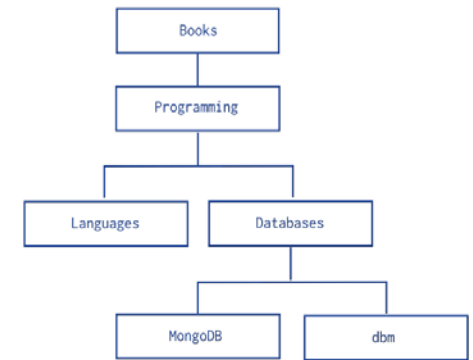 Books
Programming
Languages
Databases
MongoDB
dbm